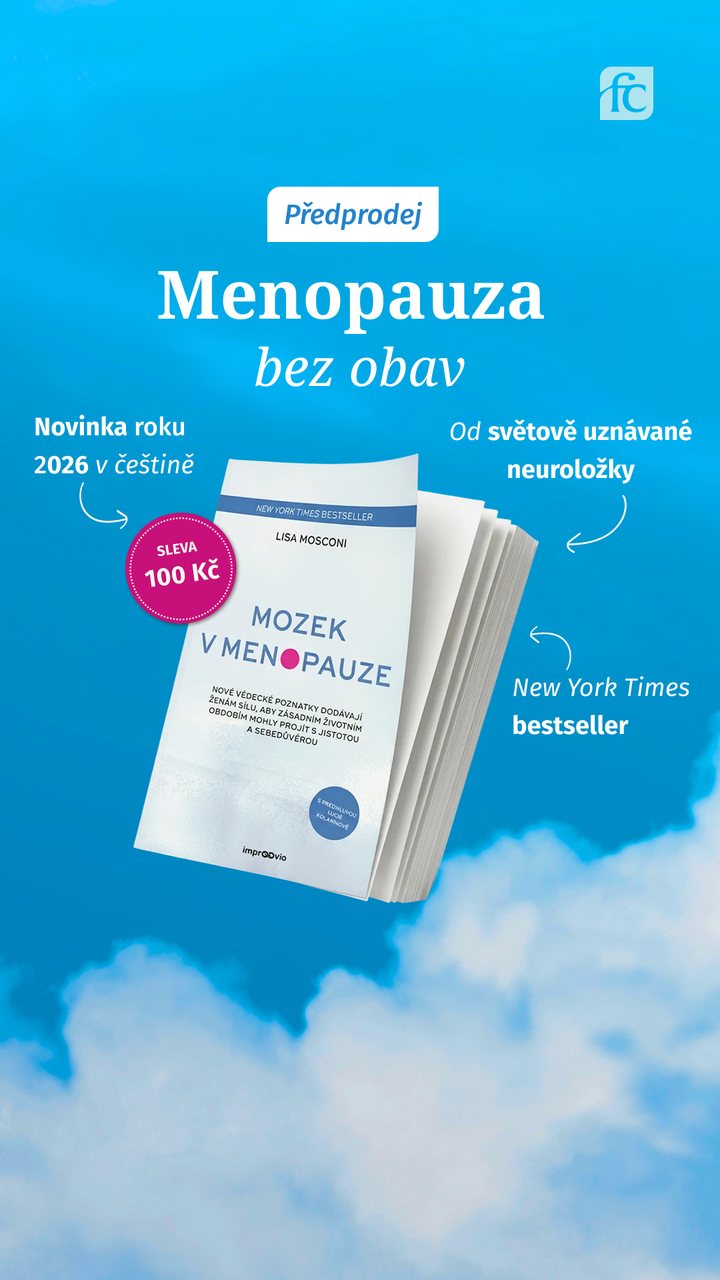 fc
Předprodej
Menopauza
bez obav
Novinka roku
2026 v češtině
Od světově uznávané
neuroložky
SLEVA
100 Kč
NEW YORK TIMES BESTSELLER
LISA MOSCONI
MOZEK
V MENOPAUZE
NOVÉ VĚDECKÉ POZNATKY DODÁVAJÍ
ŽENÁM SÍLU, ABY ZÁSADNÍM ŽIVOTNÍM
OBDOBÍM MOHLY PROJÍT S JISTOTOU
A SEBEDŮVĚROU
New York Times
bestseller
S PŘEDMLUVOU
LUCIE
KOLAŘÍKOVÉ
improovio